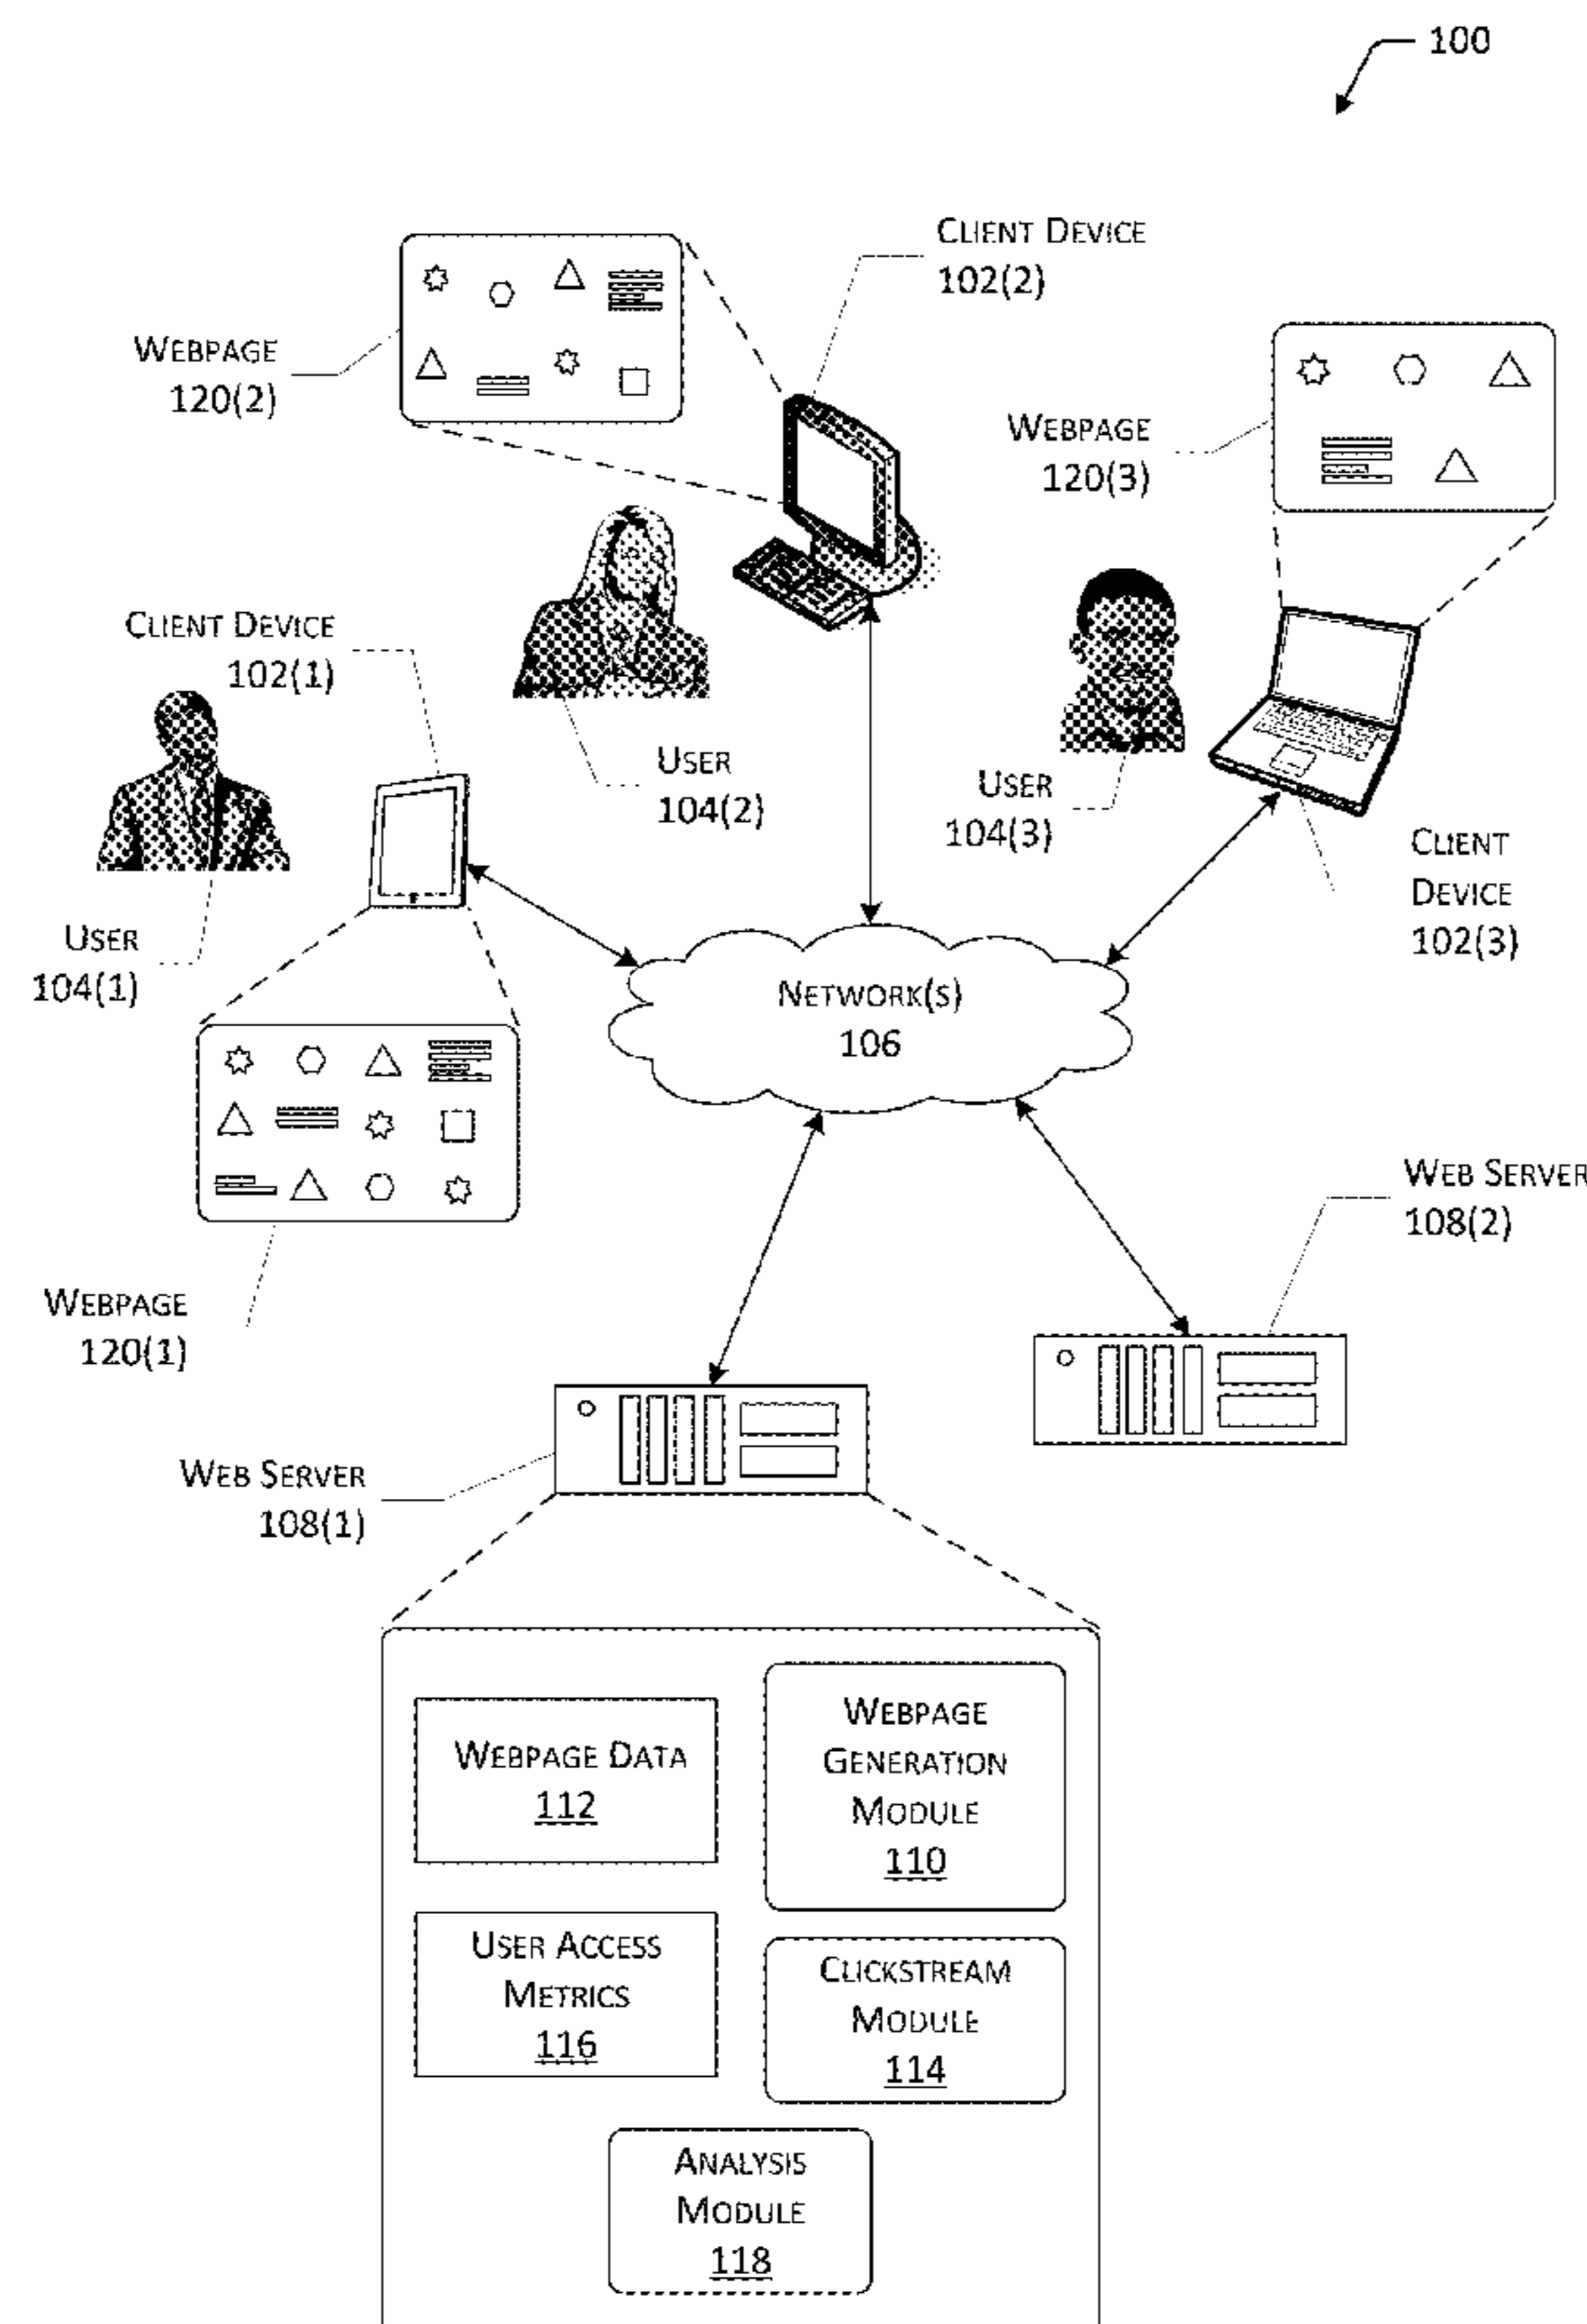 100
CLIENT DEVICE
102(2)
WEBPAGE
120(2)
WEBPAGE
120(3)
CLIENT DEVICE
102(1)
USER
104(2)
USER
104(3)
CLIENT
DEVICE
102(3)
USER
104(1)
NETWORK(S)
106
WEB SERVER
108(2)
WEBPAGE
120(1)
WEB SERVER
108(1)
WEBPAGE DATA
112
WEBPAGE
GENERATION
MODULE
110
USER ACCESS
METRICS
116
CLICKSTREAM
MODULE
114
ANALYSIS
MODULE
118